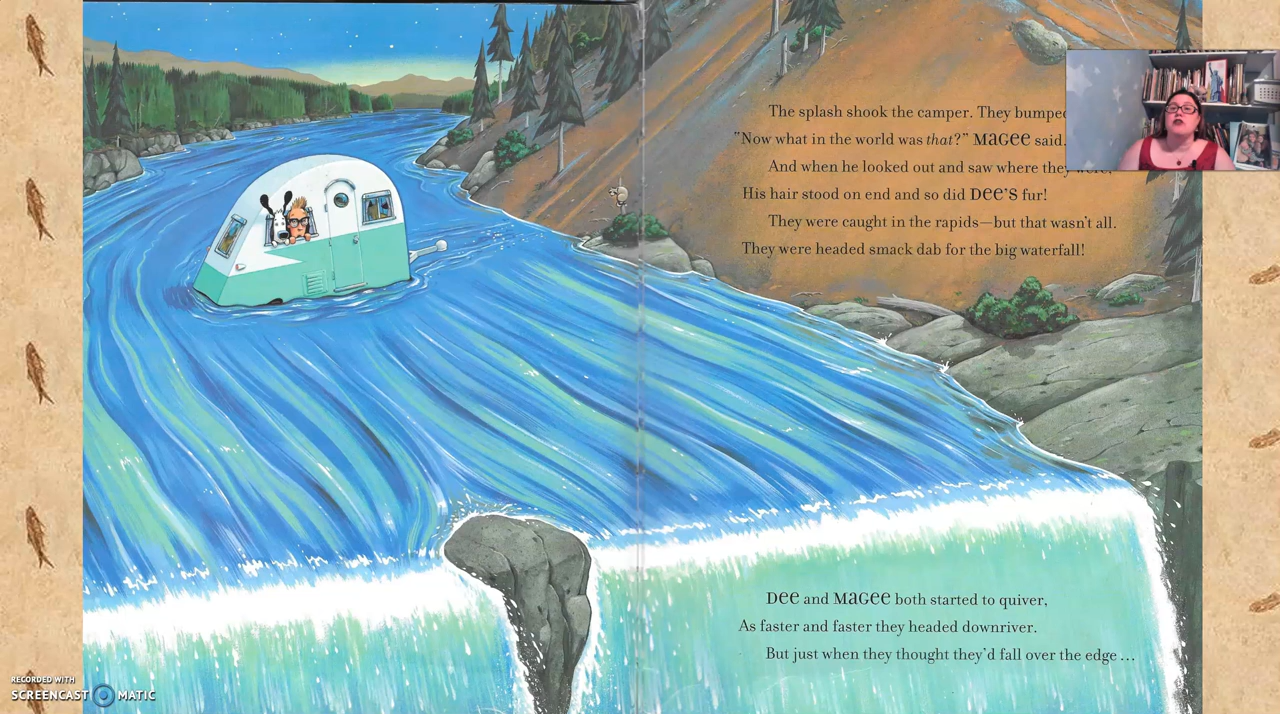 The splash shook the camper. They bumped
"Now what in the world was that?" Magee said.
And when he looked out and saw where they were,
His hair stood on end and so did Dee's fur!
They were caught in the rapids—but that wasn't all.
They were headed smack dab for the big waterfall!
Dee and Magee both started to quiver,
As faster and faster they headed downriver.
But just when they thought they'd fall over the edge...
RECORDED WITH
SCREENCAST MATIC